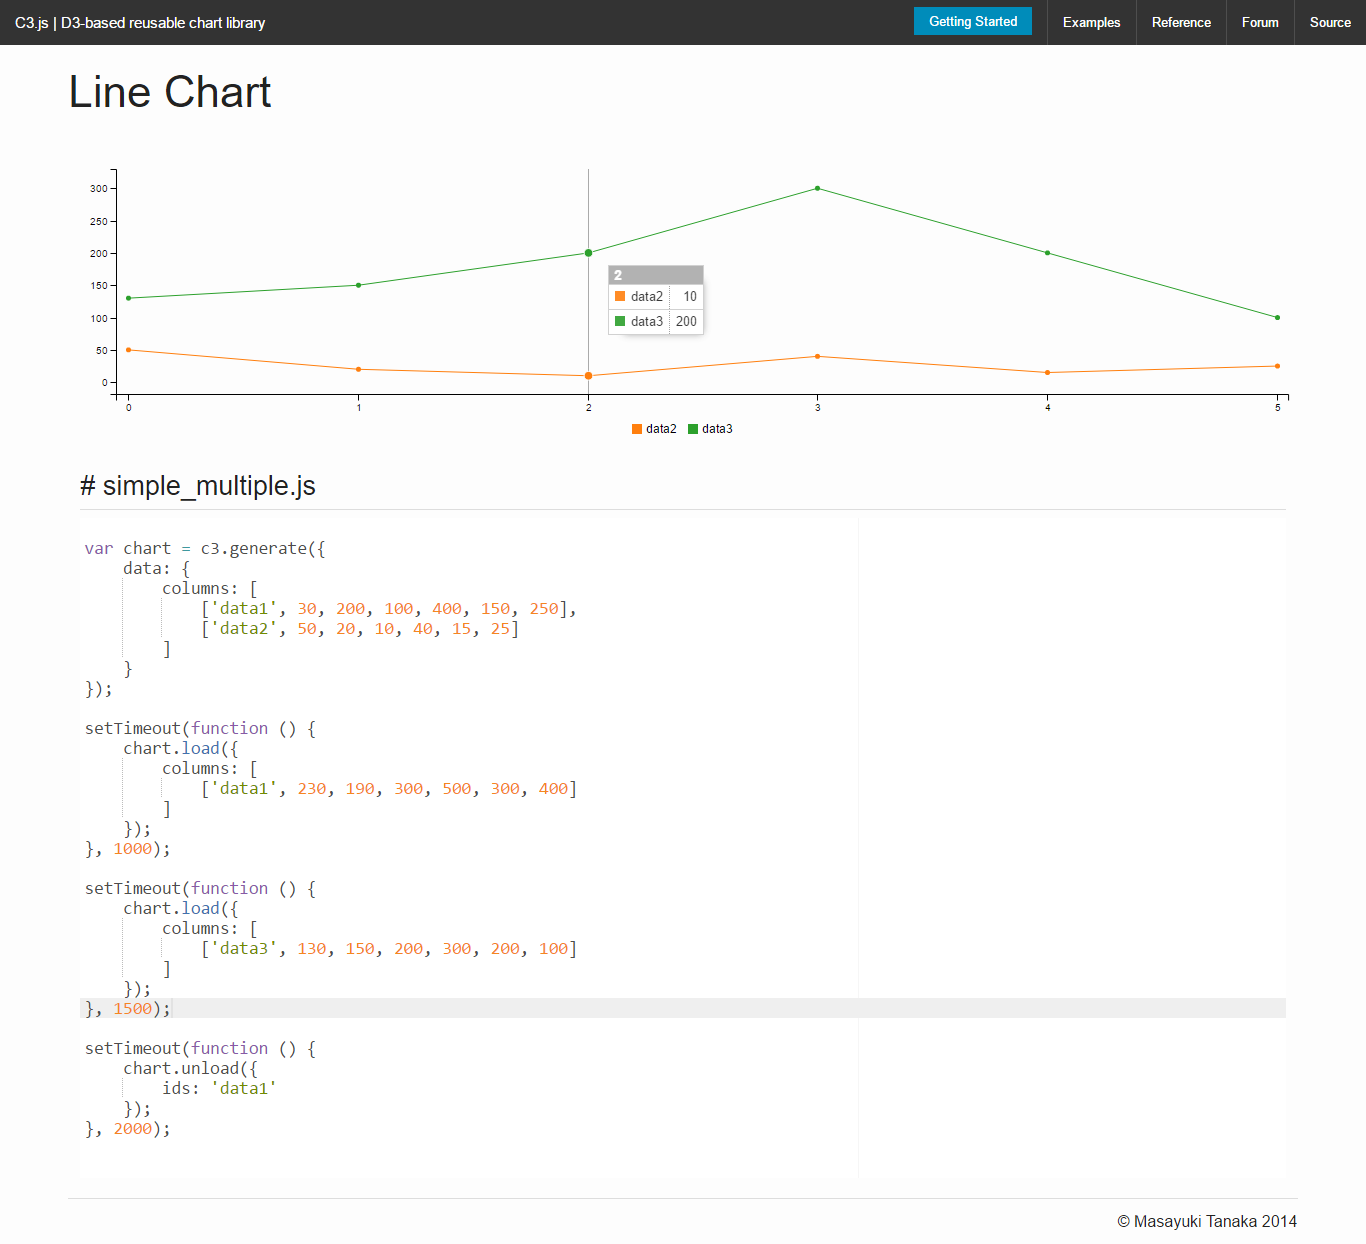 C3.js | D3-based reusable chart library
Getting Started
Examples
Reference
Forum
Source
Line Chart
300
250
200
150
100
50
0
0
1
2
3
4
5
2
data2 10
data3 200
data2 data3
# simple_multiple.js
var chart = c3.generate({
    data: {
        columns: [
            ['data1', 30, 200, 100, 400, 150, 250],
            ['data2', 50, 20, 10, 40, 15, 25]
        ]
    }
});
setTimeout(function () {
    chart.load({
        columns: [
            ['data1', 230, 190, 300, 500, 300, 400]
        ]
    });
}, 1000);
setTimeout(function () {
    chart.load({
        columns: [
            ['data3', 130, 150, 200, 300, 200, 100]
        ]
    });
}, 1500);
setTimeout(function () {
    chart.unload({
        ids: 'data1'
    });
}, 2000);
© Masayuki Tanaka 2014